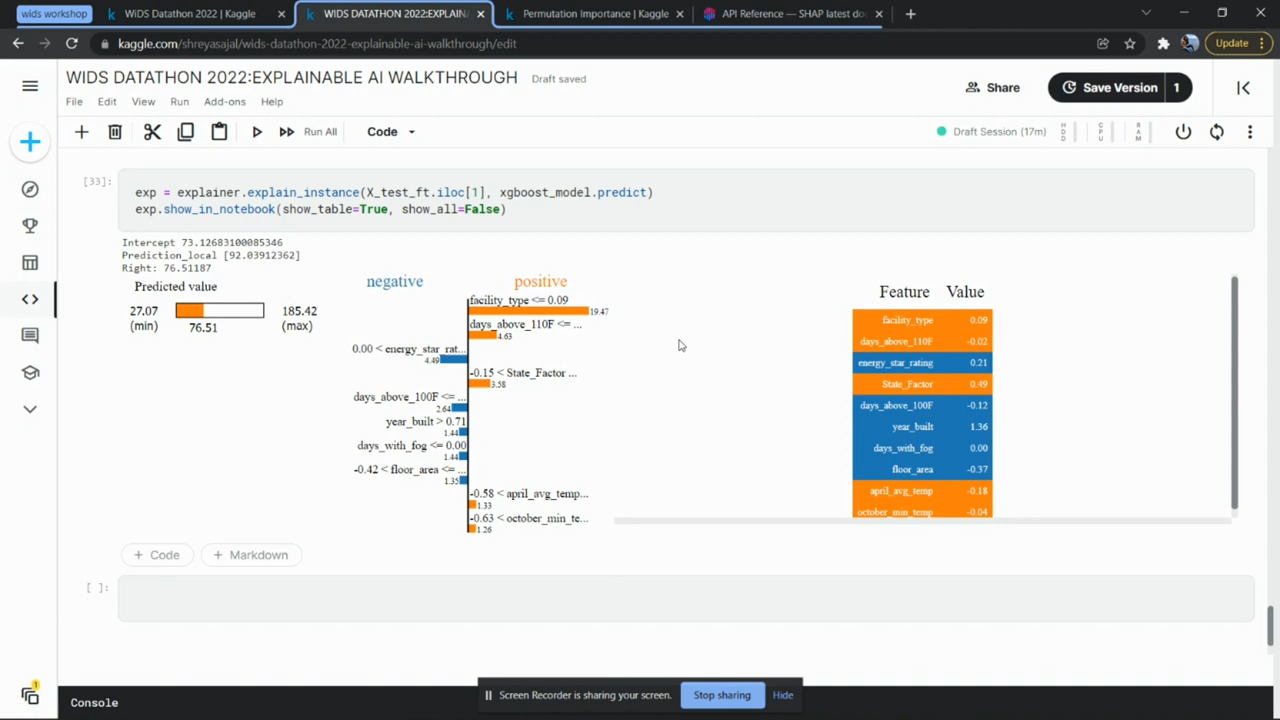 wids workshop
WiDS Datathon 2022 | Kaggle
WIDS DATATHON 2022:EXPLAIN
Permutation Importance | Kaggle
API Reference — SHAP latest do
kaggle.com/shreyasajal/wids-datathon-2022-explainable-ai-walkthrough/edit
Update
WIDS DATATHON 2022:EXPLAINABLE AI WALKTHROUGH
Draft saved
File Edit View Run Add-ons Help
Share
Save Version 1
Run All
Code
Draft Session (17m)
HDD
CPU
RAM
[33]:
exp = explainer.explain_instance(X_test_ft.iloc[1], xgboost_model.predict)
exp.show_in_notebook(show_table=True, show_all=False)
Intercept 73.12683100085346
Prediction_local [92.03912362]
Right: 76.51187
Predicted value
27.07
(min)
76.51
185.42
(max)
negative
positive
facility_type <= 0.09
19.47
days_above_110F <= ...
4.63
0.00 < energy_star_rat...
4.49
-0.15 < State_Factor ...
3.58
days_above_100F <= ...
2.64
year_built > 0.71
1.44
days_with_fog <= 0.00
1.44
-0.42 < floor_area <= ...
1.35
-0.58 < april_avg_temp...
1.33
-0.63 < october_min_te...
1.26
Feature Value
facility_type 0.09
days_above_110F -0.02
energy_star_rating 0.21
State_Factor 0.49
days_above_100F -0.12
year_built 1.36
days_with_fog 0.00
floor_area -0.37
april_avg_temp -0.18
october_min_temp -0.04
+ Code
+ Markdown
[ ]:
Screen Recorder is sharing your screen.
Stop sharing
Hide
1
Console